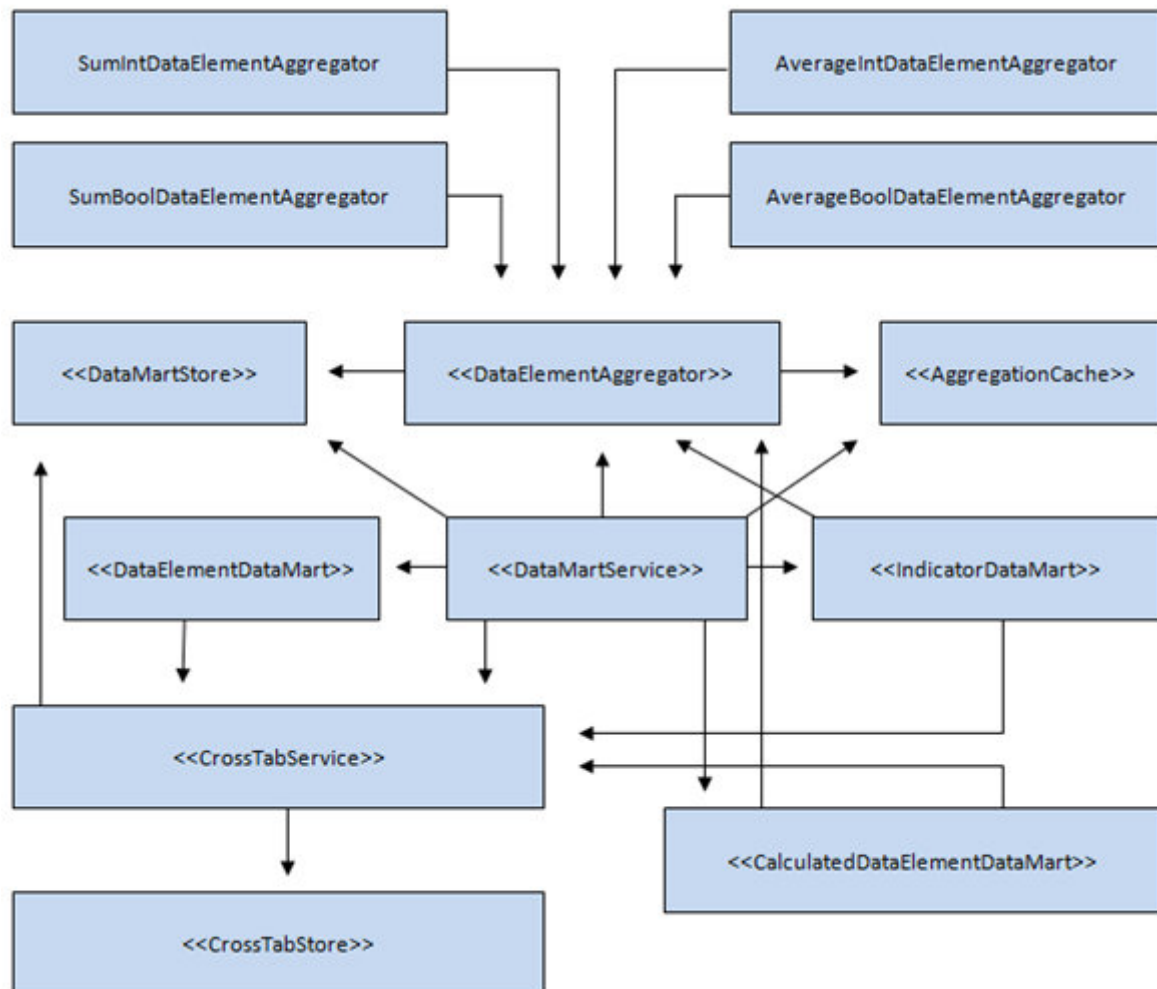 SumIntDataElementAggregator
AverageIntDataElementAggregator
SumBoolDataElementAggregator
AverageBoolDataElementAggregator
<<DataMartStore>>
<<DataElementAggregator>>
<<AggregationCache>>
<<DataElementDataMart>>
<<DataMartService>>
<<IndicatorDataMart>>
<<CrossTabService>>
<<CalculatedDataElementDataMart>>
<<CrossTabStore>>